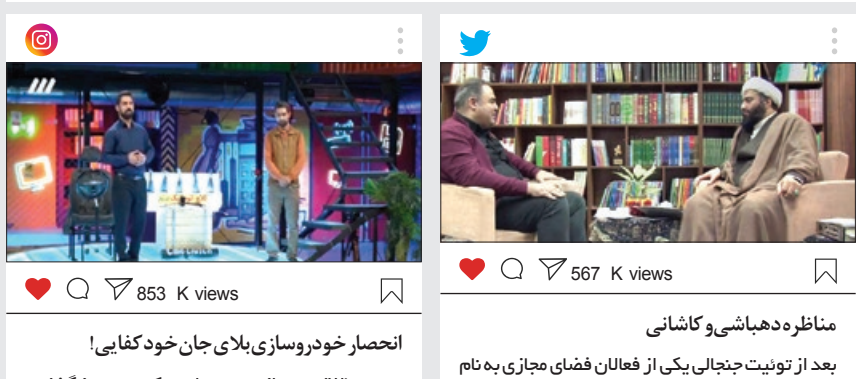 567 K views
مناظره دهباشی و کاشانی
بعد از توئیت جنجالی یکی از فعالان فضای مجازی به نام
853 K views
انحصار خودروسازی بلای جان خودکفایی!